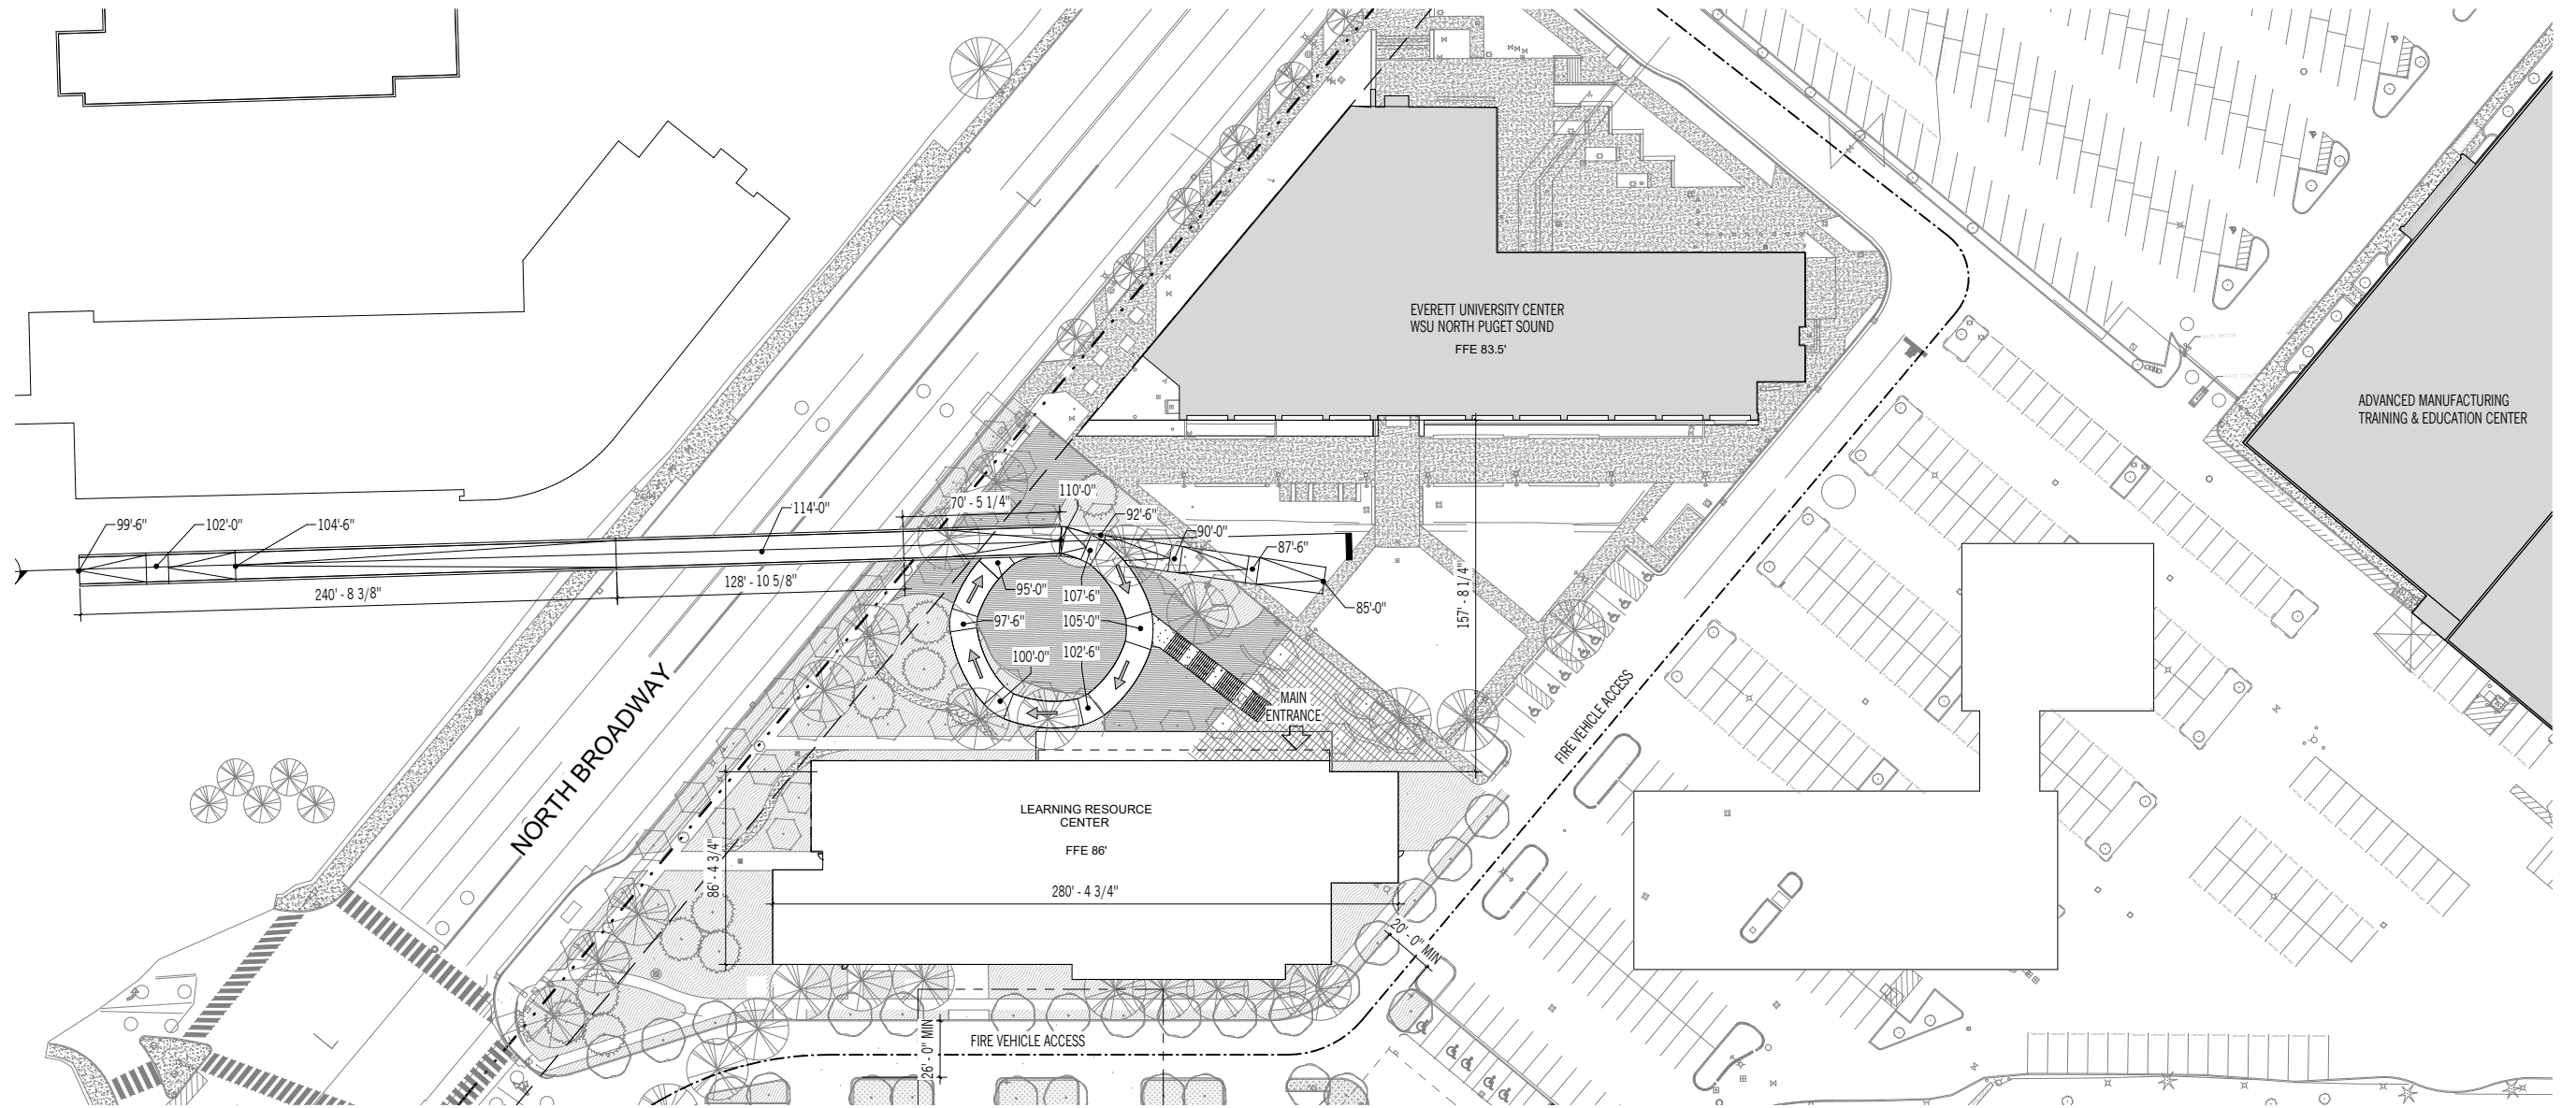 EVERETT UNIVERSITY CENTER
WSU NORTH PUGET SOUND
FFE 83.5'
ADVANCED MANUFACTURING
TRAINING & EDUCATION CENTER
99'-6"
102'-0"
104'-6"
114'-0"
70' - 5 1/4"
110'-0"
92'-6"
90'-0"
87'-6"
85'-0"
95'-0"
107'-6"
97'-6"
105'-0"
100'-0"
102'-6"
240' - 8 3/8"
128' - 10 5/8"
157' - 8 1/4"
MAIN
ENTRANCE
NORTH BROADWAY
FIRE VEHICLE ACCESS
LEARNING RESOURCE
CENTER
FFE 86'
86' - 4 3/4"
280' - 4 3/4"
20' - 0" MIN
26' - 0" MIN
FIRE VEHICLE ACCESS